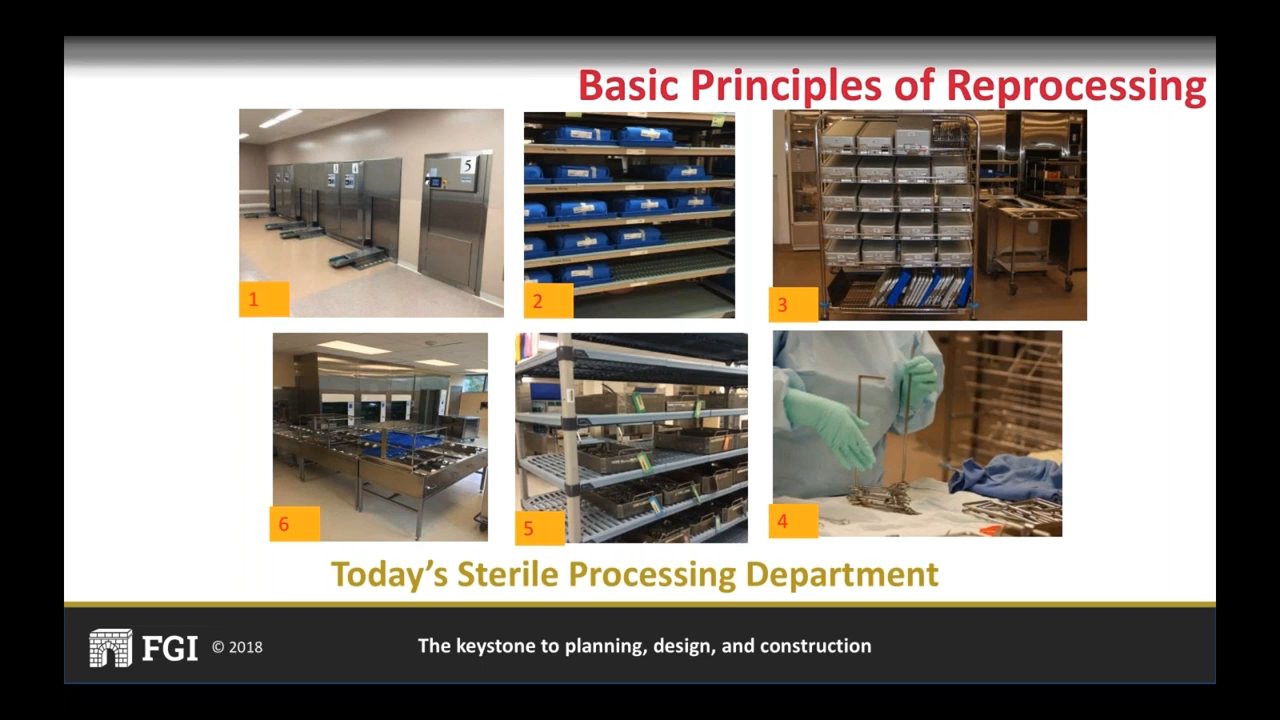 Basic Principles of Reprocessing
5
1
2
3
6
5
4
Today's Sterile Processing Department
FGI © 2018
The keystone to planning, design, and construction